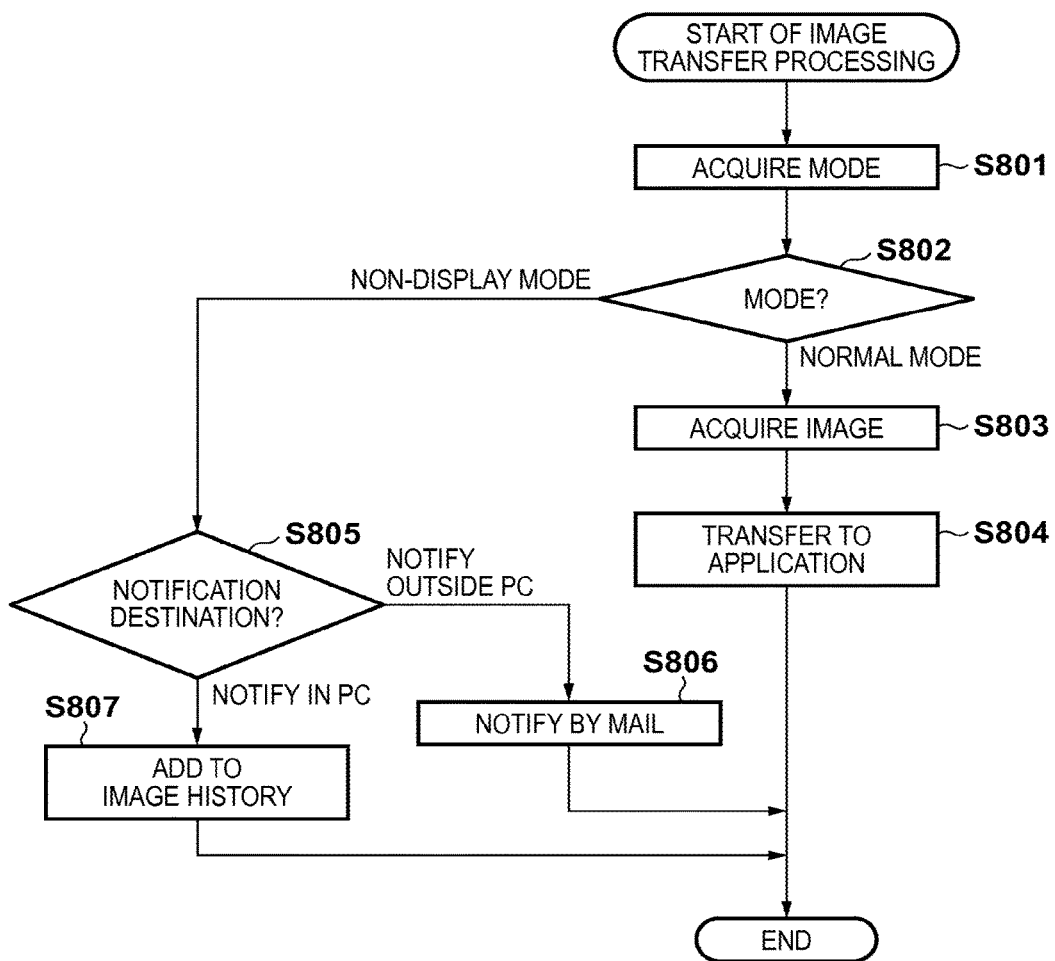 START OF IMAGE
TRANSFER PROCESSING
ACQUIRE MODE
S801
S802
NON-DISPLAY MODE
MODE?
NORMAL MODE
ACQUIRE IMAGE
S803
S805
NOTIFY
OUTSIDE PC
TRANSFER TO
APPLICATION
S804
NOTIFICATION
DESTINATION?
S806
NOTIFY IN PC
S807
NOTIFY BY MAIL
ADD TO
IMAGE HISTORY
END